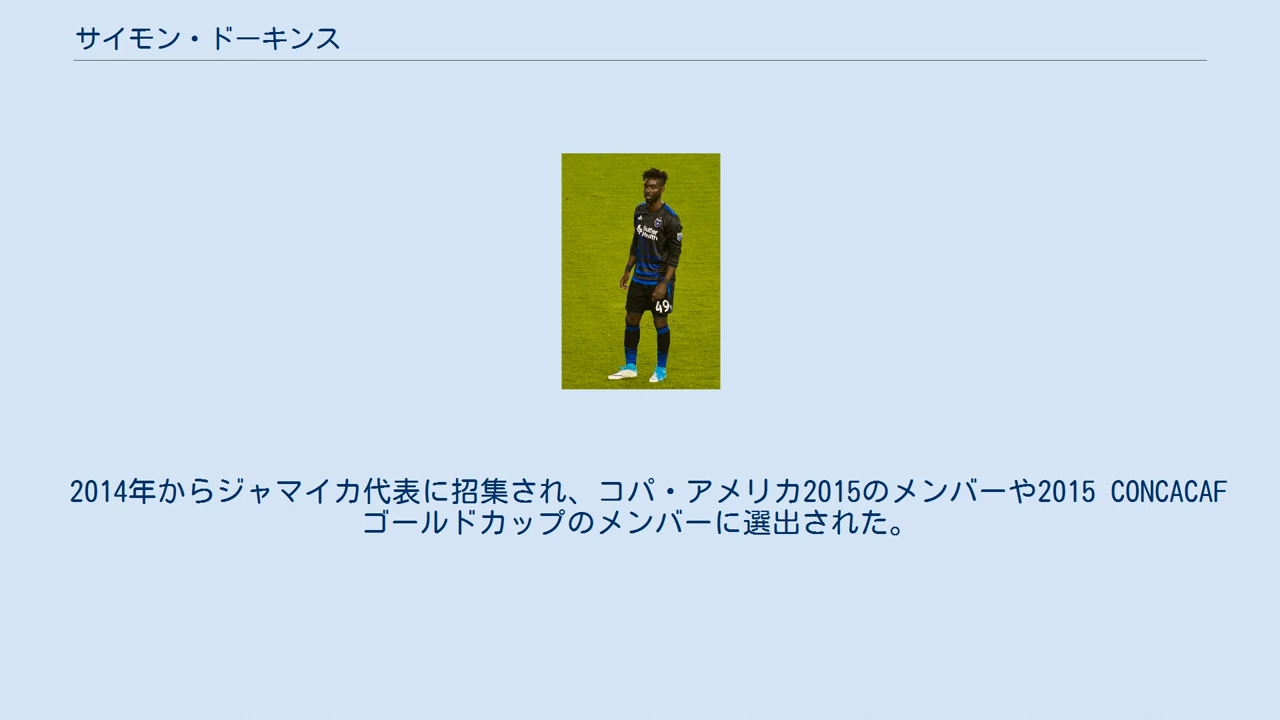 サイモン・ドーキンス
Sutter
Health
49
2014年からジャマイカ代表に招集され、コパ・アメリカ2015のメンバーや2015 CONCACAF
ゴールドカップのメンバーに選出された。